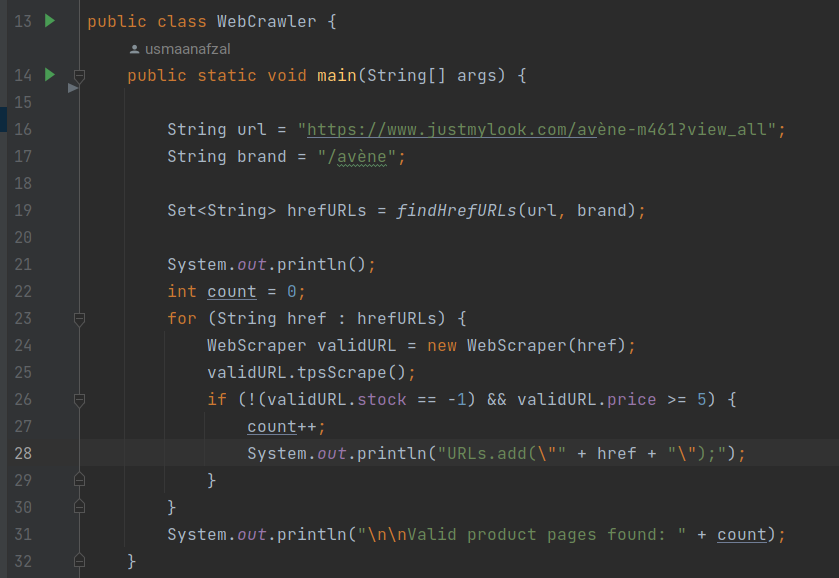 13 public class WebCrawler {
usmaanafzal
14 public static void main(String[] args) {
15
16 String url = "https://www.justmylook.com/avène-m461?view_all";
17 String brand = "/avène";
18
19 Set<String> hrefURLs = findHrefURLs(url, brand);
20
21 System.out.println();
22 int count = 0;
23 for (String href : hrefURLs) {
24 WebScraper validURL = new WebScraper(href);
25 validURL.tpsScrape();
26 if (!(validURL.stock == -1) && validURL.price >= 5) {
27 count++;
28 System.out.println("URLs.add(\"" + href + "\");");
29 }
30 }
31 System.out.println("\n\nValid product pages found: " + count);
32 }